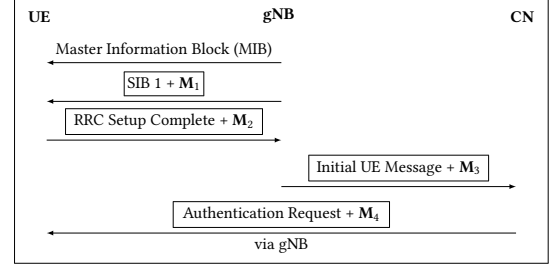 UE gNB CN
Master Information Block (MIB)
SIB 1 + M₁
RRC Setup Complete + M₂
Initial UE Message + M₃
Authentication Request + M₄
via gNB